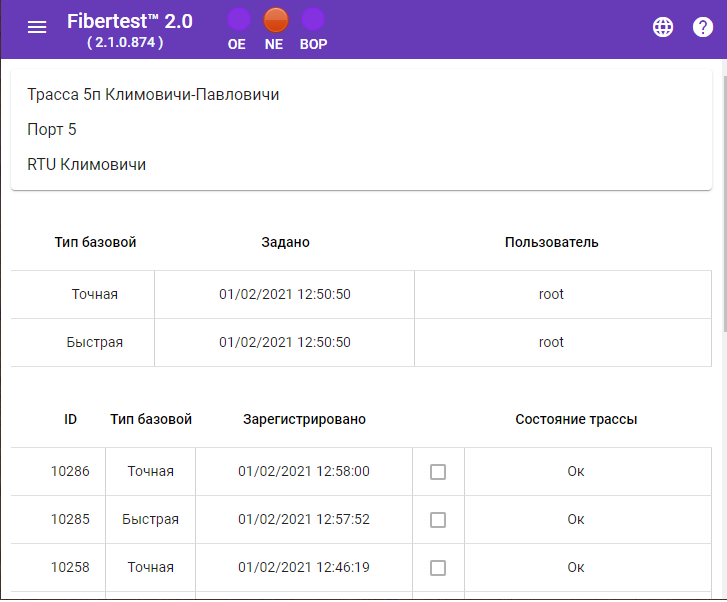 Fibertest™ 2.0
( 2.1.0.874 )
OE NE BOP
Трасса 5п Климовичи-Павловичи
Порт 5
RTU Климовичи
Тип базовой Задано Пользователь
Точная 01/02/2021 12:50:50 root
Быстрая 01/02/2021 12:50:50 root
ID Тип базовой Зарегистрировано Состояние трассы
10286 Точная 01/02/2021 12:58:00 Ок
10285 Быстрая 01/02/2021 12:57:52 Ок
10258 Точная 01/02/2021 12:46:19 Ок